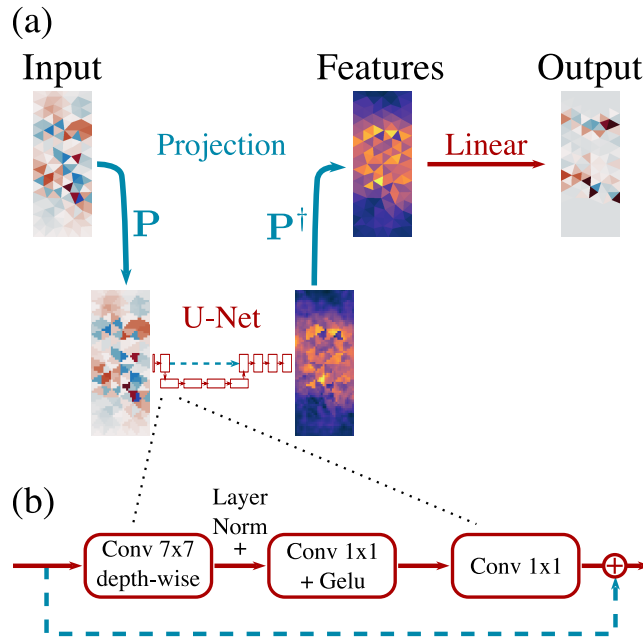 (a)
Input
Features
Output
Projection
Linear
P
P†
U-Net
(b)
Layer
Norm
+
Conv 7x7
depth-wise
Conv 1x1
+ Gelu
Conv 1x1
+